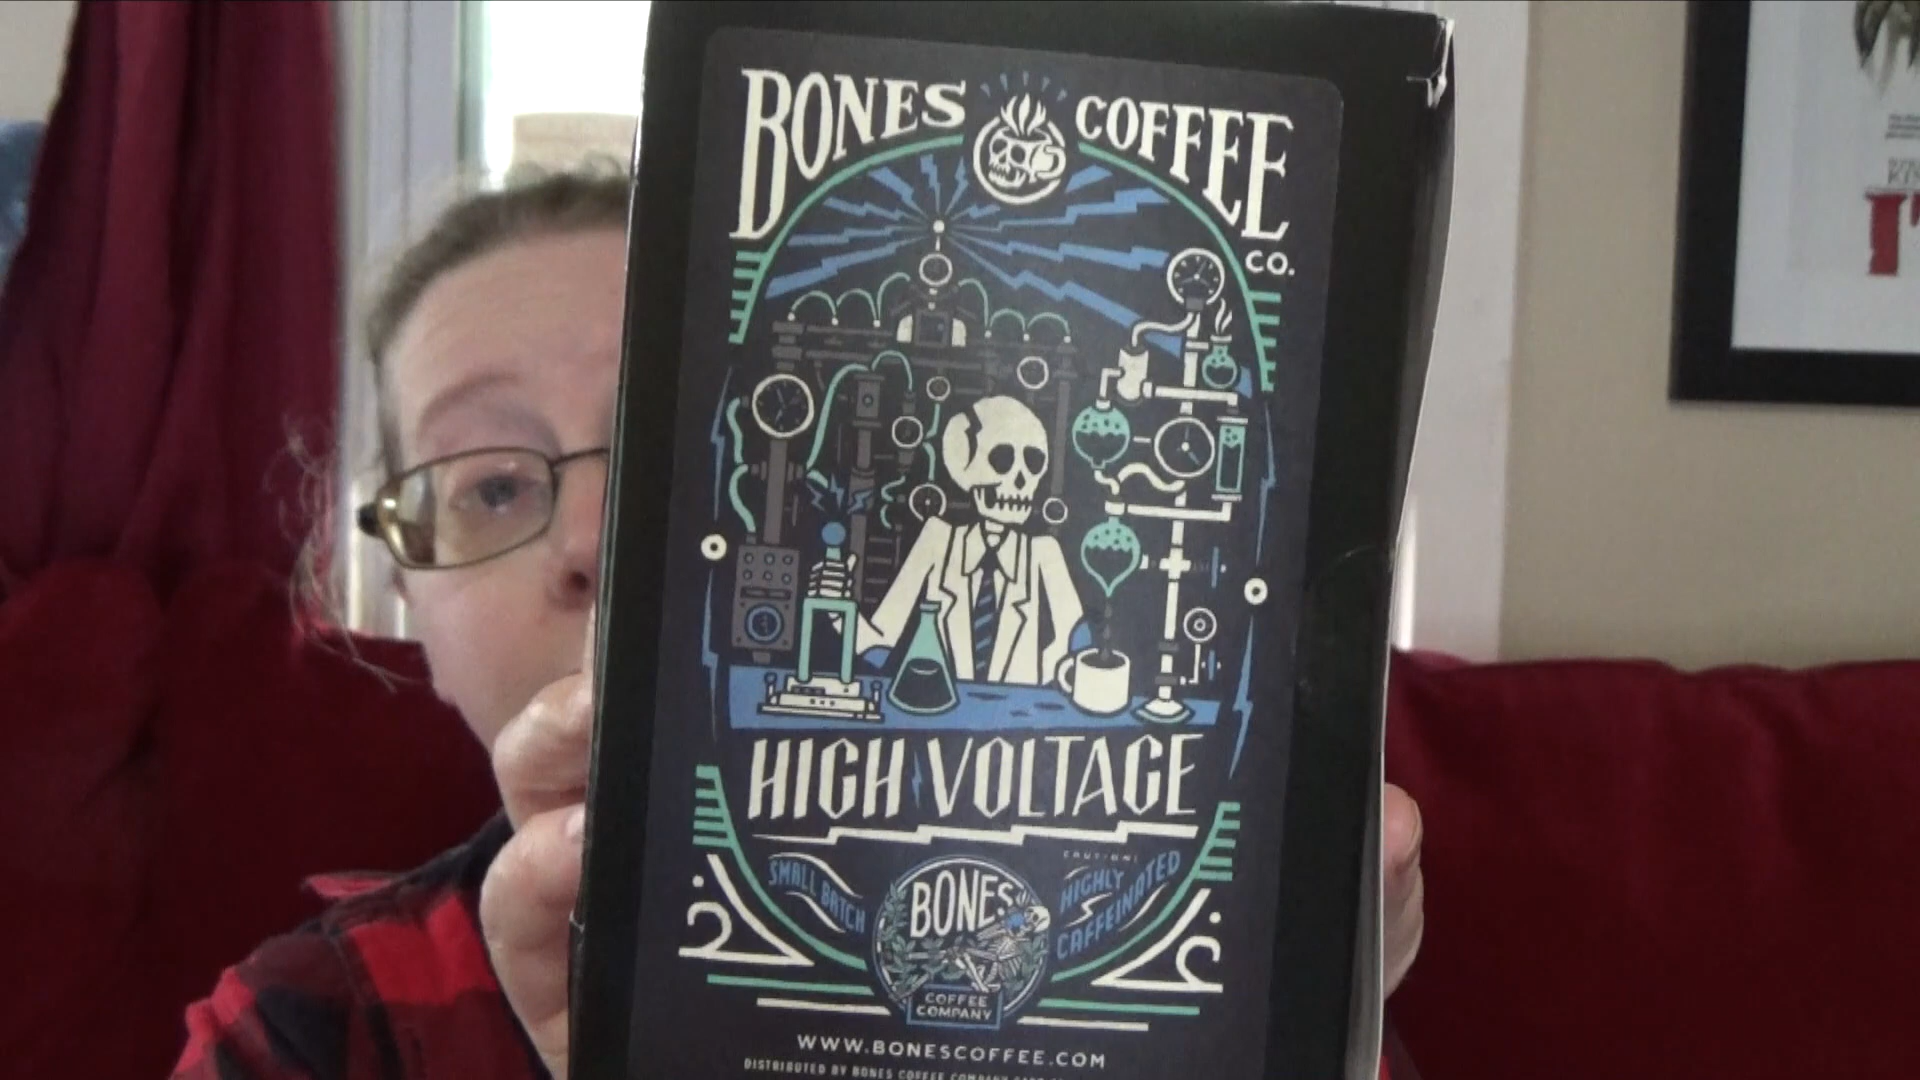 BONES COFFEE
CO.
HIGH VOLTAGE
SMALL BATCH
CAUTION!
HIGHLY
CAFFEINATED
BONES
COFFEE
COMPANY
WWW.BONESCOFFEE.COM
DISTRIBUTED BY BONES COFFEE COMPANY